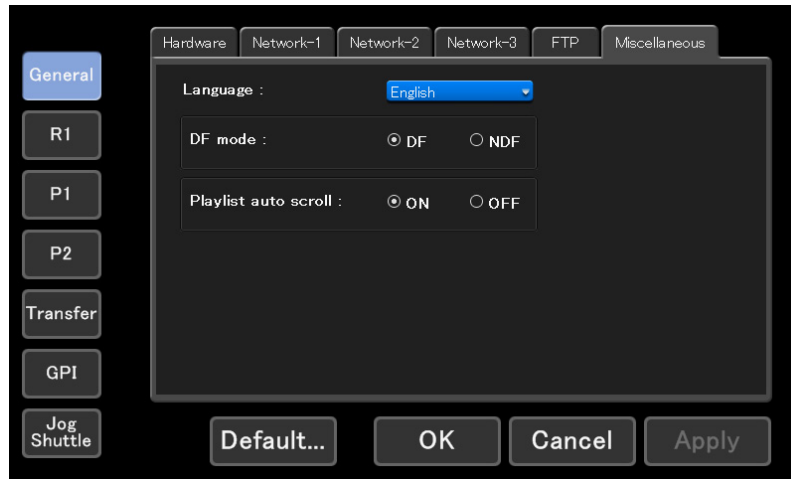 Hardware Network-1 Network-2 Network-3 FTP Miscellaneous
General
R1
P1
P2
Transfer
GPI
Jog
Shuttle
Language : English
DF mode : DF NDF
Playlist auto scroll : ON OFF
Default... OK Cancel Apply